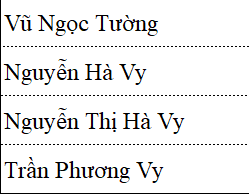 Vũ Ngọc Tường
Nguyễn Hà Vy
Nguyễn Thị Hà Vy
Trần Phương Vy